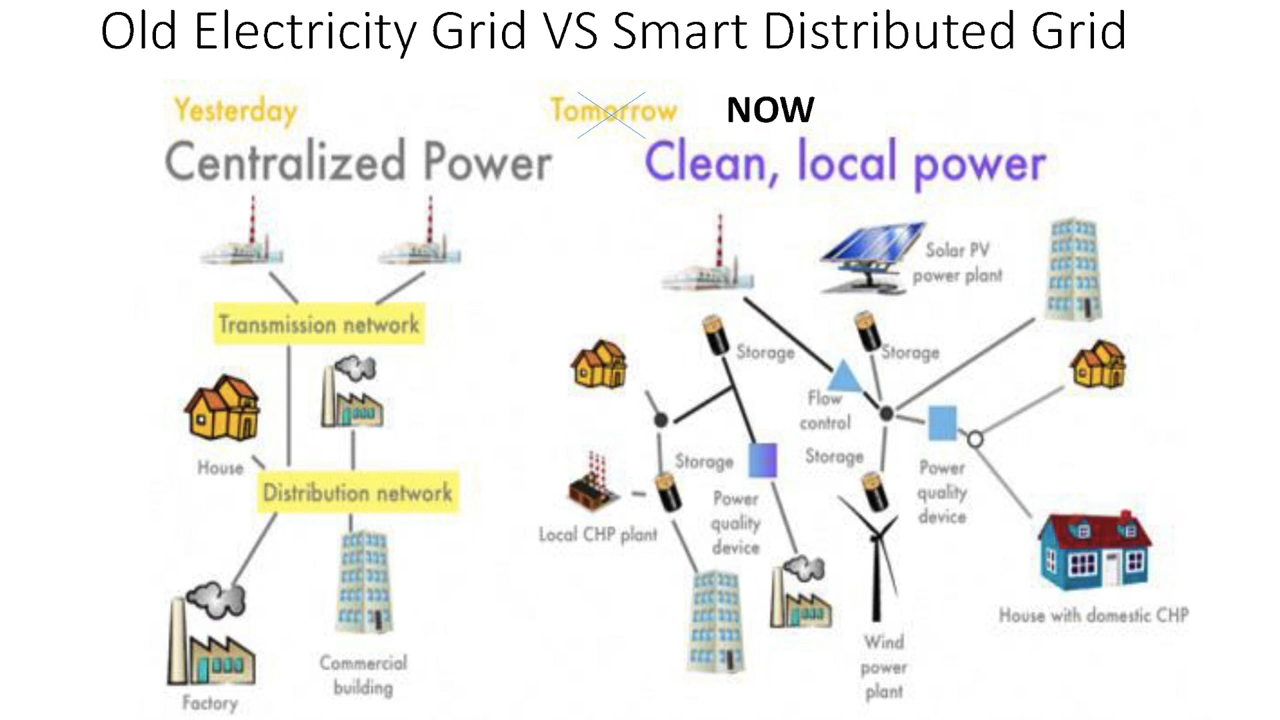 Old Electricity Grid VS Smart Distributed Grid
Yesterday
Centralized Power
Transmission network
House
Distribution network
Factory
Commercial
building
Tomorrow
NOW
Clean, local power
Solar PV
power plant
Storage
Storage
Flow
control
Storage
Storage
Power
quality
device
Power
quality
device
Local CHP plant
House with domestic CHP
Wind
power
plant